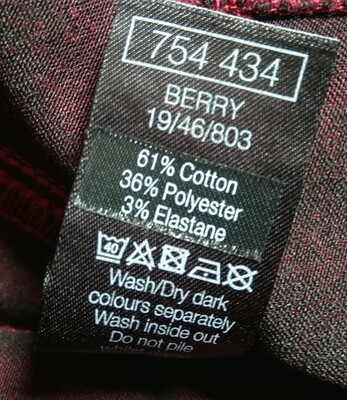 754 434
BERRY
19/46/803
61% Cotton
36% Polyester
3% Elastane
40
Wash/Dry dark
colours separately
Wash inside out
Do not pile